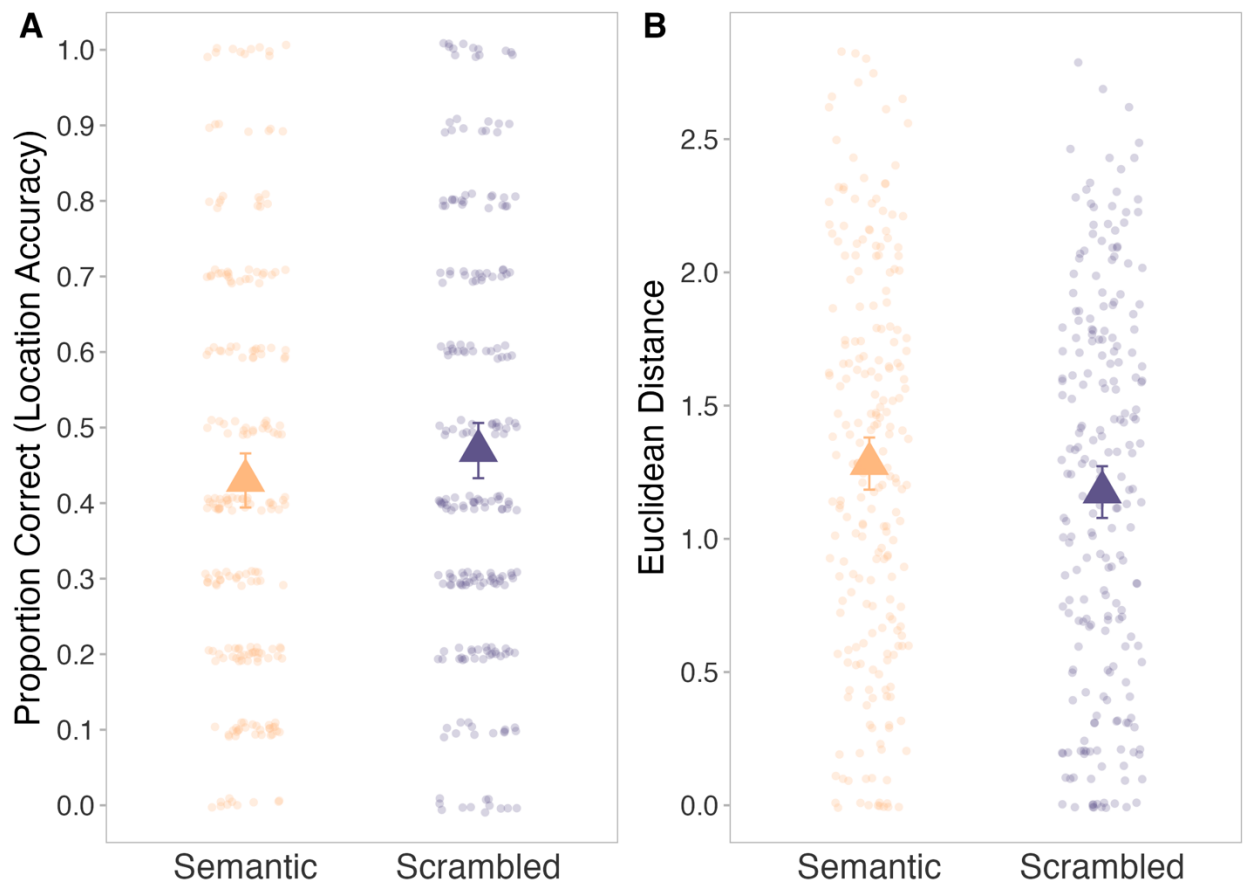 A
Proportion Correct (Location Accuracy)
1.0
0.9
0.8
0.7
0.6
0.5
0.4
0.3
0.2
0.1
0.0
Semantic
Scrambled
B
Euclidean Distance
2.5
2.0
1.5
1.0
0.5
0.0
Semantic
Scrambled